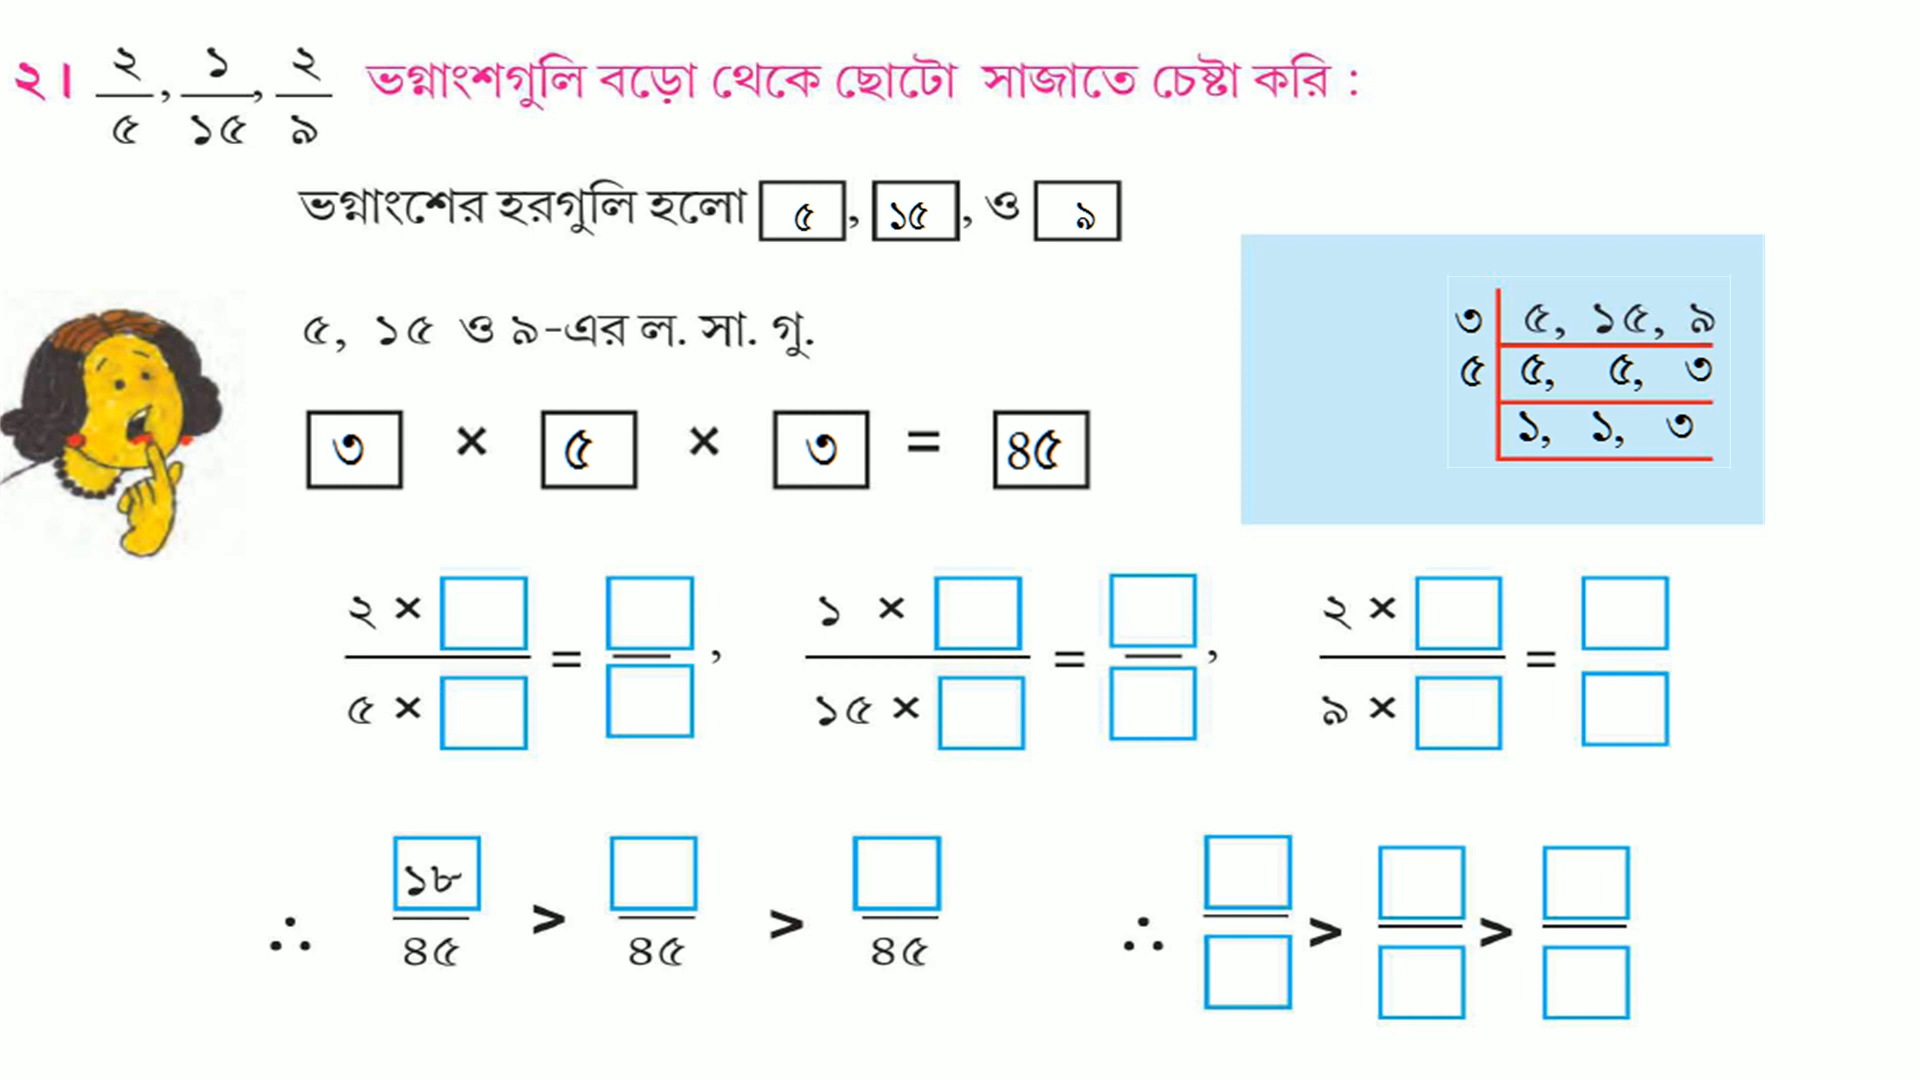 ২। ২/৫, ১/১৫, ২/৯ ভগ্নাংশগুলি বড়ো থেকে ছোটো সাজাতে চেষ্টা করি :
ভগ্নাংশের হরগুলি হলো ৫, ১৫, ও ৯
৩ ৫, ১৫, ৯
৫ ৫, ৫, ৩
১, ১, ৩
৫, ১৫ ও ৯-এর ল. সা. গু.
৩ × ৫ × ৩ = ৪৫
২ × = , ১ × = , ২ × =
৫ × ১৫ × ৯ ×
∴ ১৮/৪৫ > /৪৫ > /৪৫ ∴ > >